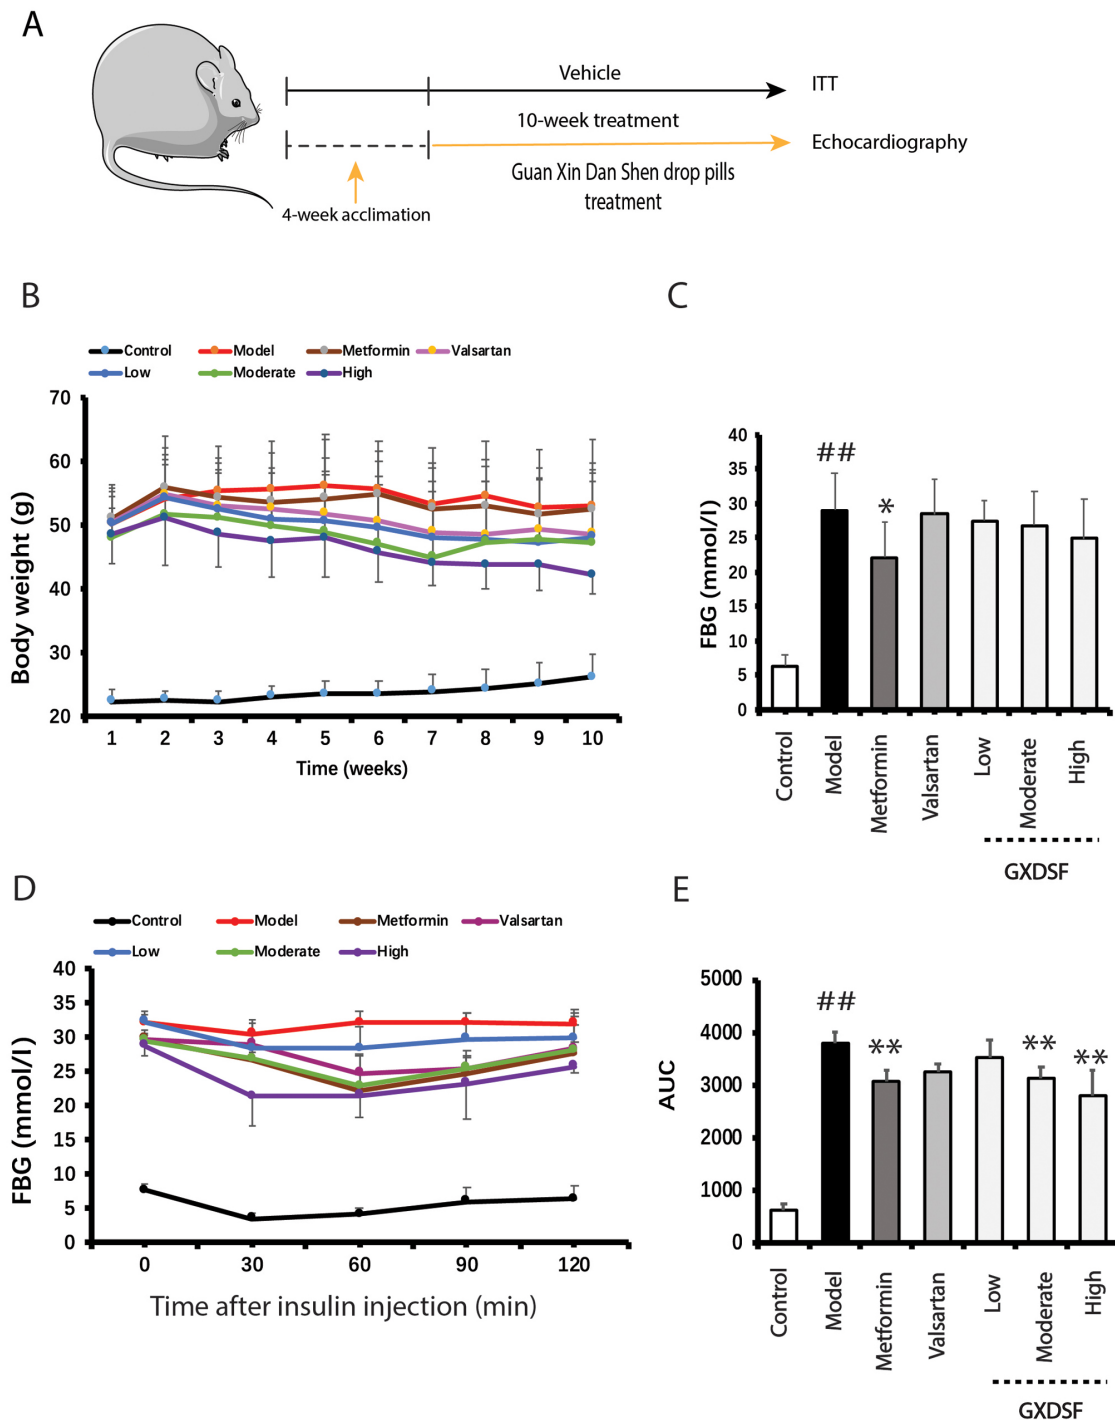 A
Vehicle
ITT
10-week treatment
Echocardiography
Guan Xin Dan Shen drop pills
treatment
4-week acclimation
B
Control Model Metformin Valsartan
Low Moderate High
70
60
50
40
30
20
Body weight (g)
1 2 3 4 5 6 7 8 9 10
Time (weeks)
C
40
35
30
25
20
15
10
5
0
FBG (mmol/l)
##
*
Control
Model
Metformin
Valsartan
Low
Moderate
High
GXDSF
D
Control Model Metformin Valsartan
Low Moderate High
40
35
30
25
20
15
10
5
0
FBG (mmol/l)
0 30 60 90 120
Time after insulin injection (min)
E
5000
4000
3000
2000
1000
0
AUC
##
**
**
**
Control
Model
Metformin
Valsartan
Low
Moderate
High
GXDSF